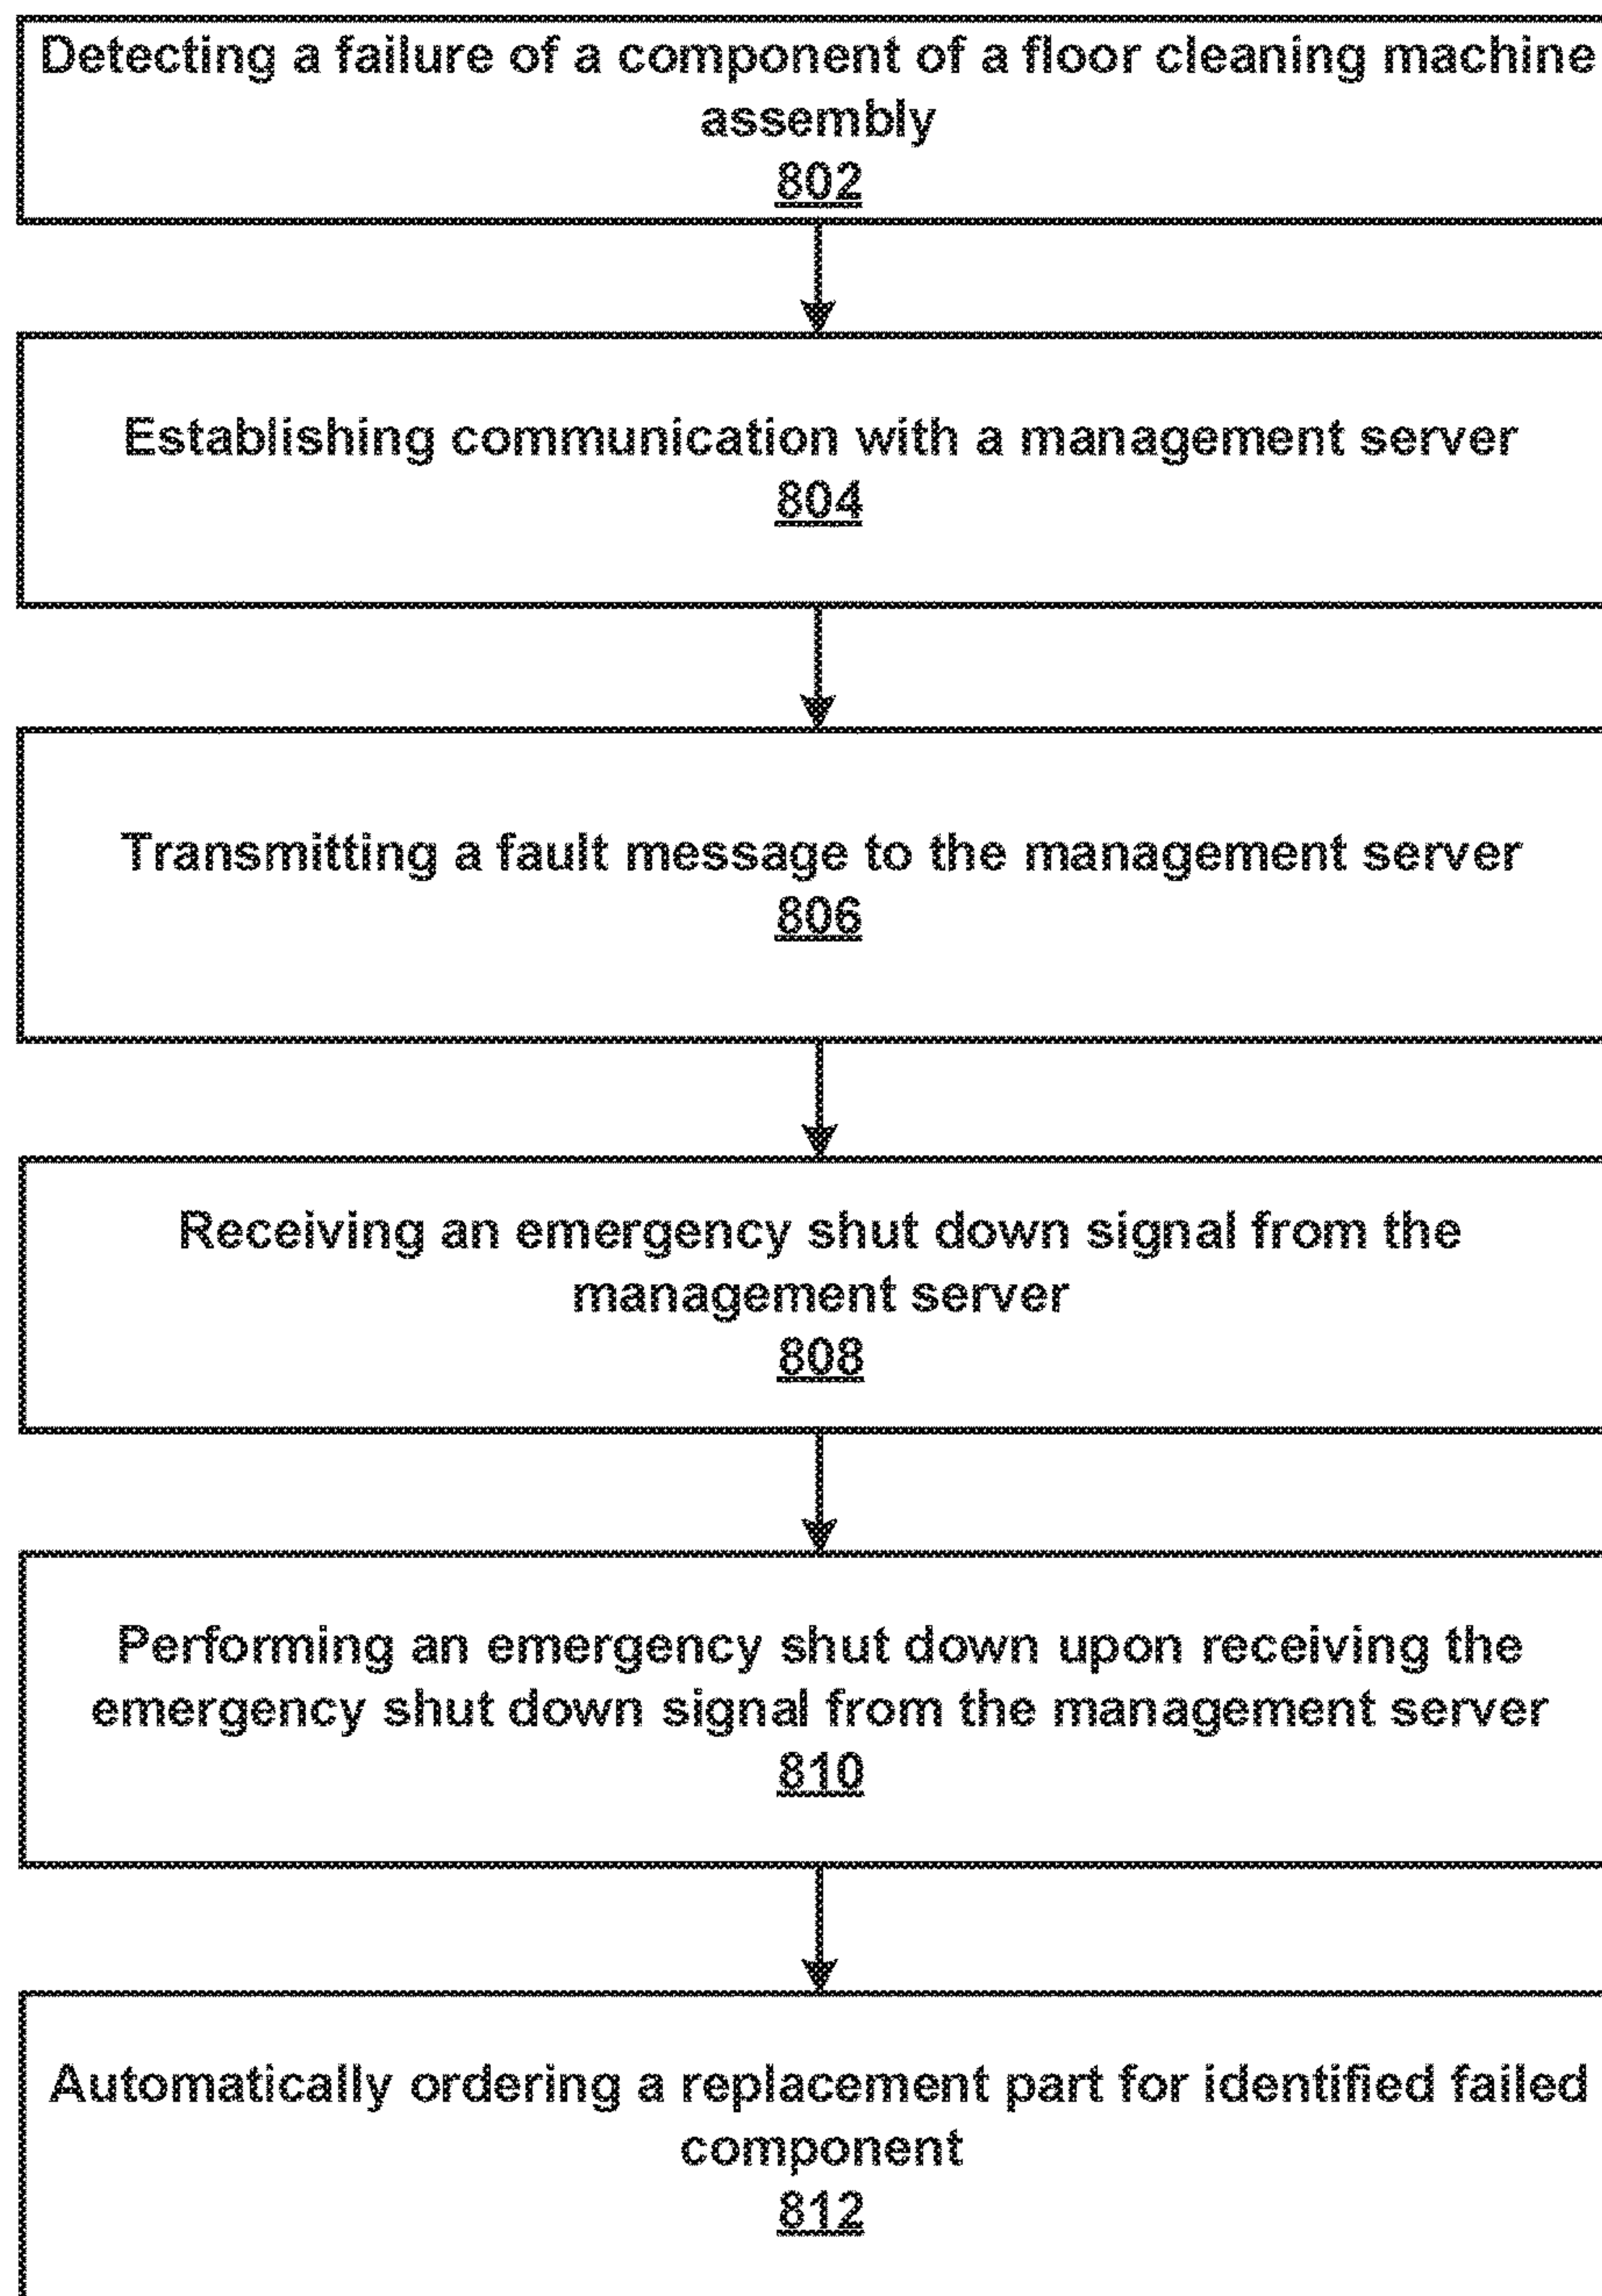 Detecting a failure of a component of a floor cleaning machine
assembly
802
Establishing communication with a management server
804
Transmitting a fault message to the management server
806
Receiving an emergency shut down signal from the
management server
808
Performing an emergency shut down upon receiving the
emergency shut down signal from the management server
810
Automatically ordering a replacement part for identified failed
component
812